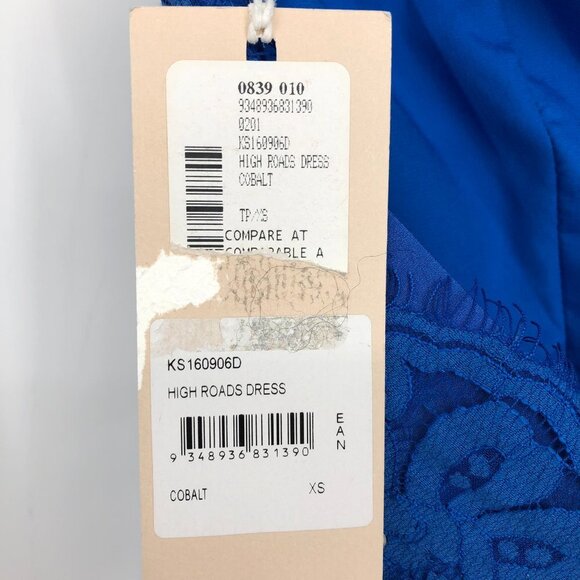 0839 010
9348936831390
0201
KS160906D
HIGH ROADS DRESS
COBALT
TP/XS
COMPARE AT
COMPARABLE A
KS160906D
HIGH ROADS DRESS
EAN
9 348936 831390
COBALT XS